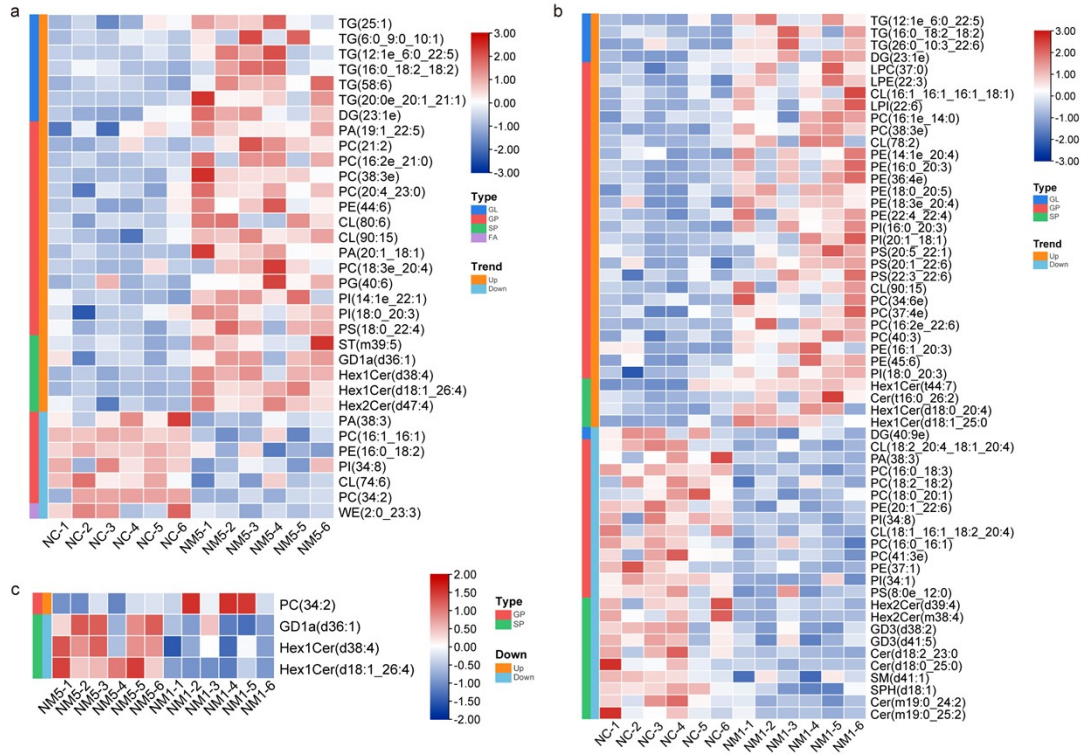 a
TG(25:1)
TG(6:0_9:0_10:1)
TG(12:1e_6:0_22:5)
TG(16:0_18:2_18:2)
TG(58:6)
TG(20:0e_20:1_21:1)
DG(23:1e)
PA(19:1_22:5)
PC(21:2)
PC(16:2e_21:0)
PC(38:3e)
PC(20:4_23:0)
PE(44:6)
CL(80:6)
CL(90:15)
PA(20:1_18:1)
PC(18:3e_20:4)
PG(40:6)
PI(14:1e_22:1)
PI(18:0_20:3)
PS(18:0_22:4)
ST(m39:5)
GD1a(d36:1)
Hex1Cer(d38:4)
Hex1Cer(d18:1_26:4)
Hex2Cer(d47:4)
PA(38:3)
PC(16:1_16:1)
PE(16:0_18:2)
PI(34:8)
CL(74:6)
PC(34:2)
WE(2:0_23:3)
NC-1 NC-2 NC-3 NC-4 NC-5 NC-6 NM5-1 NM5-2 NM5-3 NM5-4 NM5-5 NM5-6
3.00
2.00
1.00
0.00
-1.00
-2.00
-3.00
Type
GL
GP
SP
FA
Trend
Up
Down
b
TG(12:1e_6:0_22:5)
TG(16:0_18:2_18:2)
TG(26:0_10:3_22:6)
DG(23:1e)
LPC(37:0)
LPE(22:3)
CL(16:1_16:1_16:1_18:1)
LPI(22:6)
PC(16:1e_14:0)
PC(38:3e)
CL(78:2)
PE(14:1e_20:4)
PE(16:0_20:3)
PE(36:4e)
PE(18:0_20:5)
PE(18:3e_20:4)
PE(22:4_22:4)
PI(16:0_20:3)
PI(20:1_18:1)
PS(20:5_22:1)
PS(20:1_22:6)
PS(22:3_22:6)
CL(90:15)
PC(34:6e)
PC(37:4e)
PC(16:2e_22:6)
PC(40:3)
PE(16:1_20:3)
PE(45:6)
PI(18:0_20:3)
Hex1Cer(t44:7)
Cer(t16:0_26:2)
Hex1Cer(d18:0_20:4)
Hex1Cer(d18:1_25:0
DG(40:9e)
CL(18:2_20:4_18:1_20:4)
PA(38:3)
PC(16:0_18:3)
PC(18:2_18:2)
PC(18:0_20:1)
PE(20:1_22:6)
PI(34:8)
CL(18:1_16:1_18:2_20:4)
PC(16:0_16:1)
PC(41:3e)
PE(37:1)
PI(34:1)
PS(8:0e_12:0)
Hex2Cer(d39:4)
Hex2Cer(m38:4)
GD3(d38:2)
GD3(d41:5)
Cer(d18:2_23:0
Cer(d18:0_25:0)
SM(d41:1)
SPH(d18:1)
Cer(m19:0_24:2)
Cer(m19:0_25:2)
NC-1 NC-2 NC-3 NC-4 NC-5 NC-6 NM1-1 NM1-2 NM1-3 NM1-4 NM1-5 NM1-6
3.00
2.00
1.00
0.00
-1.00
-2.00
-3.00
Type
GL
GP
SP
Trend
Up
Down
c
PC(34:2)
GD1a(d36:1)
Hex1Cer(d38:4)
Hex1Cer(d18:1_26:4)
NM5-1 NM5-2 NM5-3 NM5-4 NM5-5 NM5-6 NM1-1 NM1-2 NM1-3 NM1-4 NM1-5 NM1-6
2.00
1.50
1.00
0.50
0.00
-0.50
-1.00
-1.50
-2.00
Type
GP
SP
Down
Up
Down